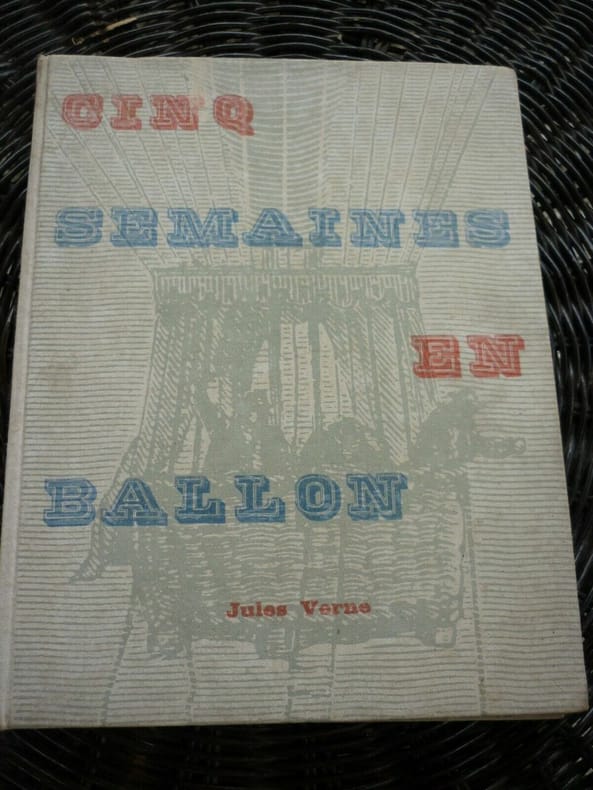 CINQ
SEMAINES
EN
BALLON
Jules Verne